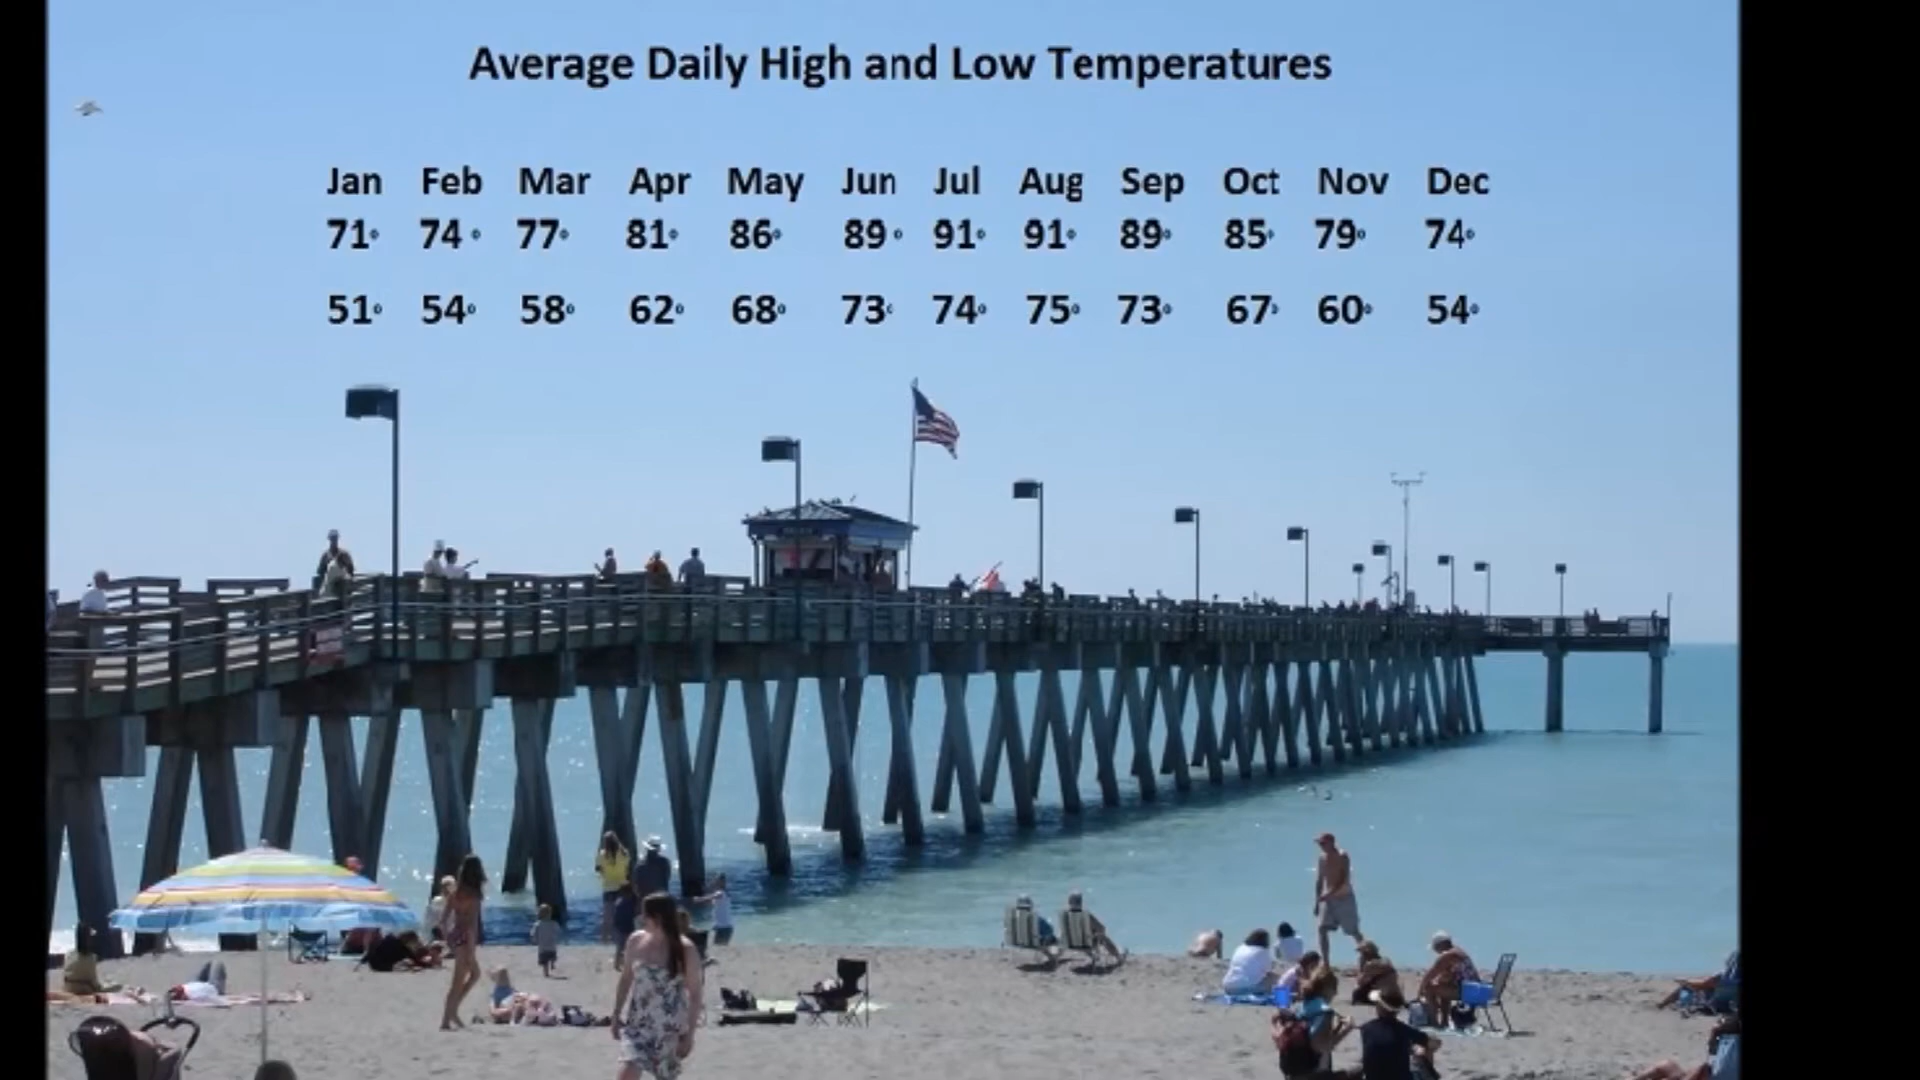 Average Daily High and Low Temperatures
Jan Feb Mar Apr May Jun Jul Aug Sep Oct Nov Dec
71° 74° 77° 81° 86° 89° 91° 91° 89° 85° 79° 74°
51° 54° 58° 62° 68° 73° 74° 75° 73° 67° 60° 54°